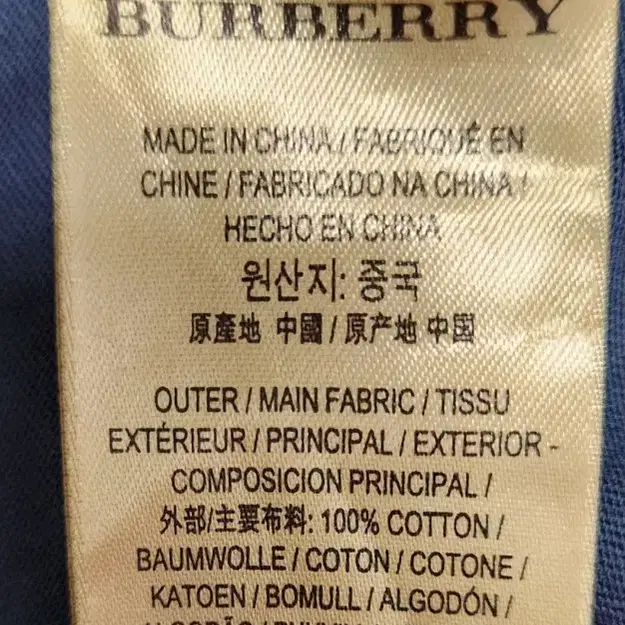 BURBERRY
MADE IN CHINA / FABRIQUÉ EN
CHINE / FABRICADO NA CHINA /
HECHO EN CHINA
원산지: 중국
原產地 中國 / 原产地 中国
OUTER / MAIN FABRIC / TISSU
EXTÉRIEUR / PRINCIPAL / EXTERIOR -
COMPOSICION PRINCIPAL /
外部/主要布料: 100% COTTON /
BAUMWOLLE / COTON / COTONE /
KATOEN / BOMULL / ALGODÓN /